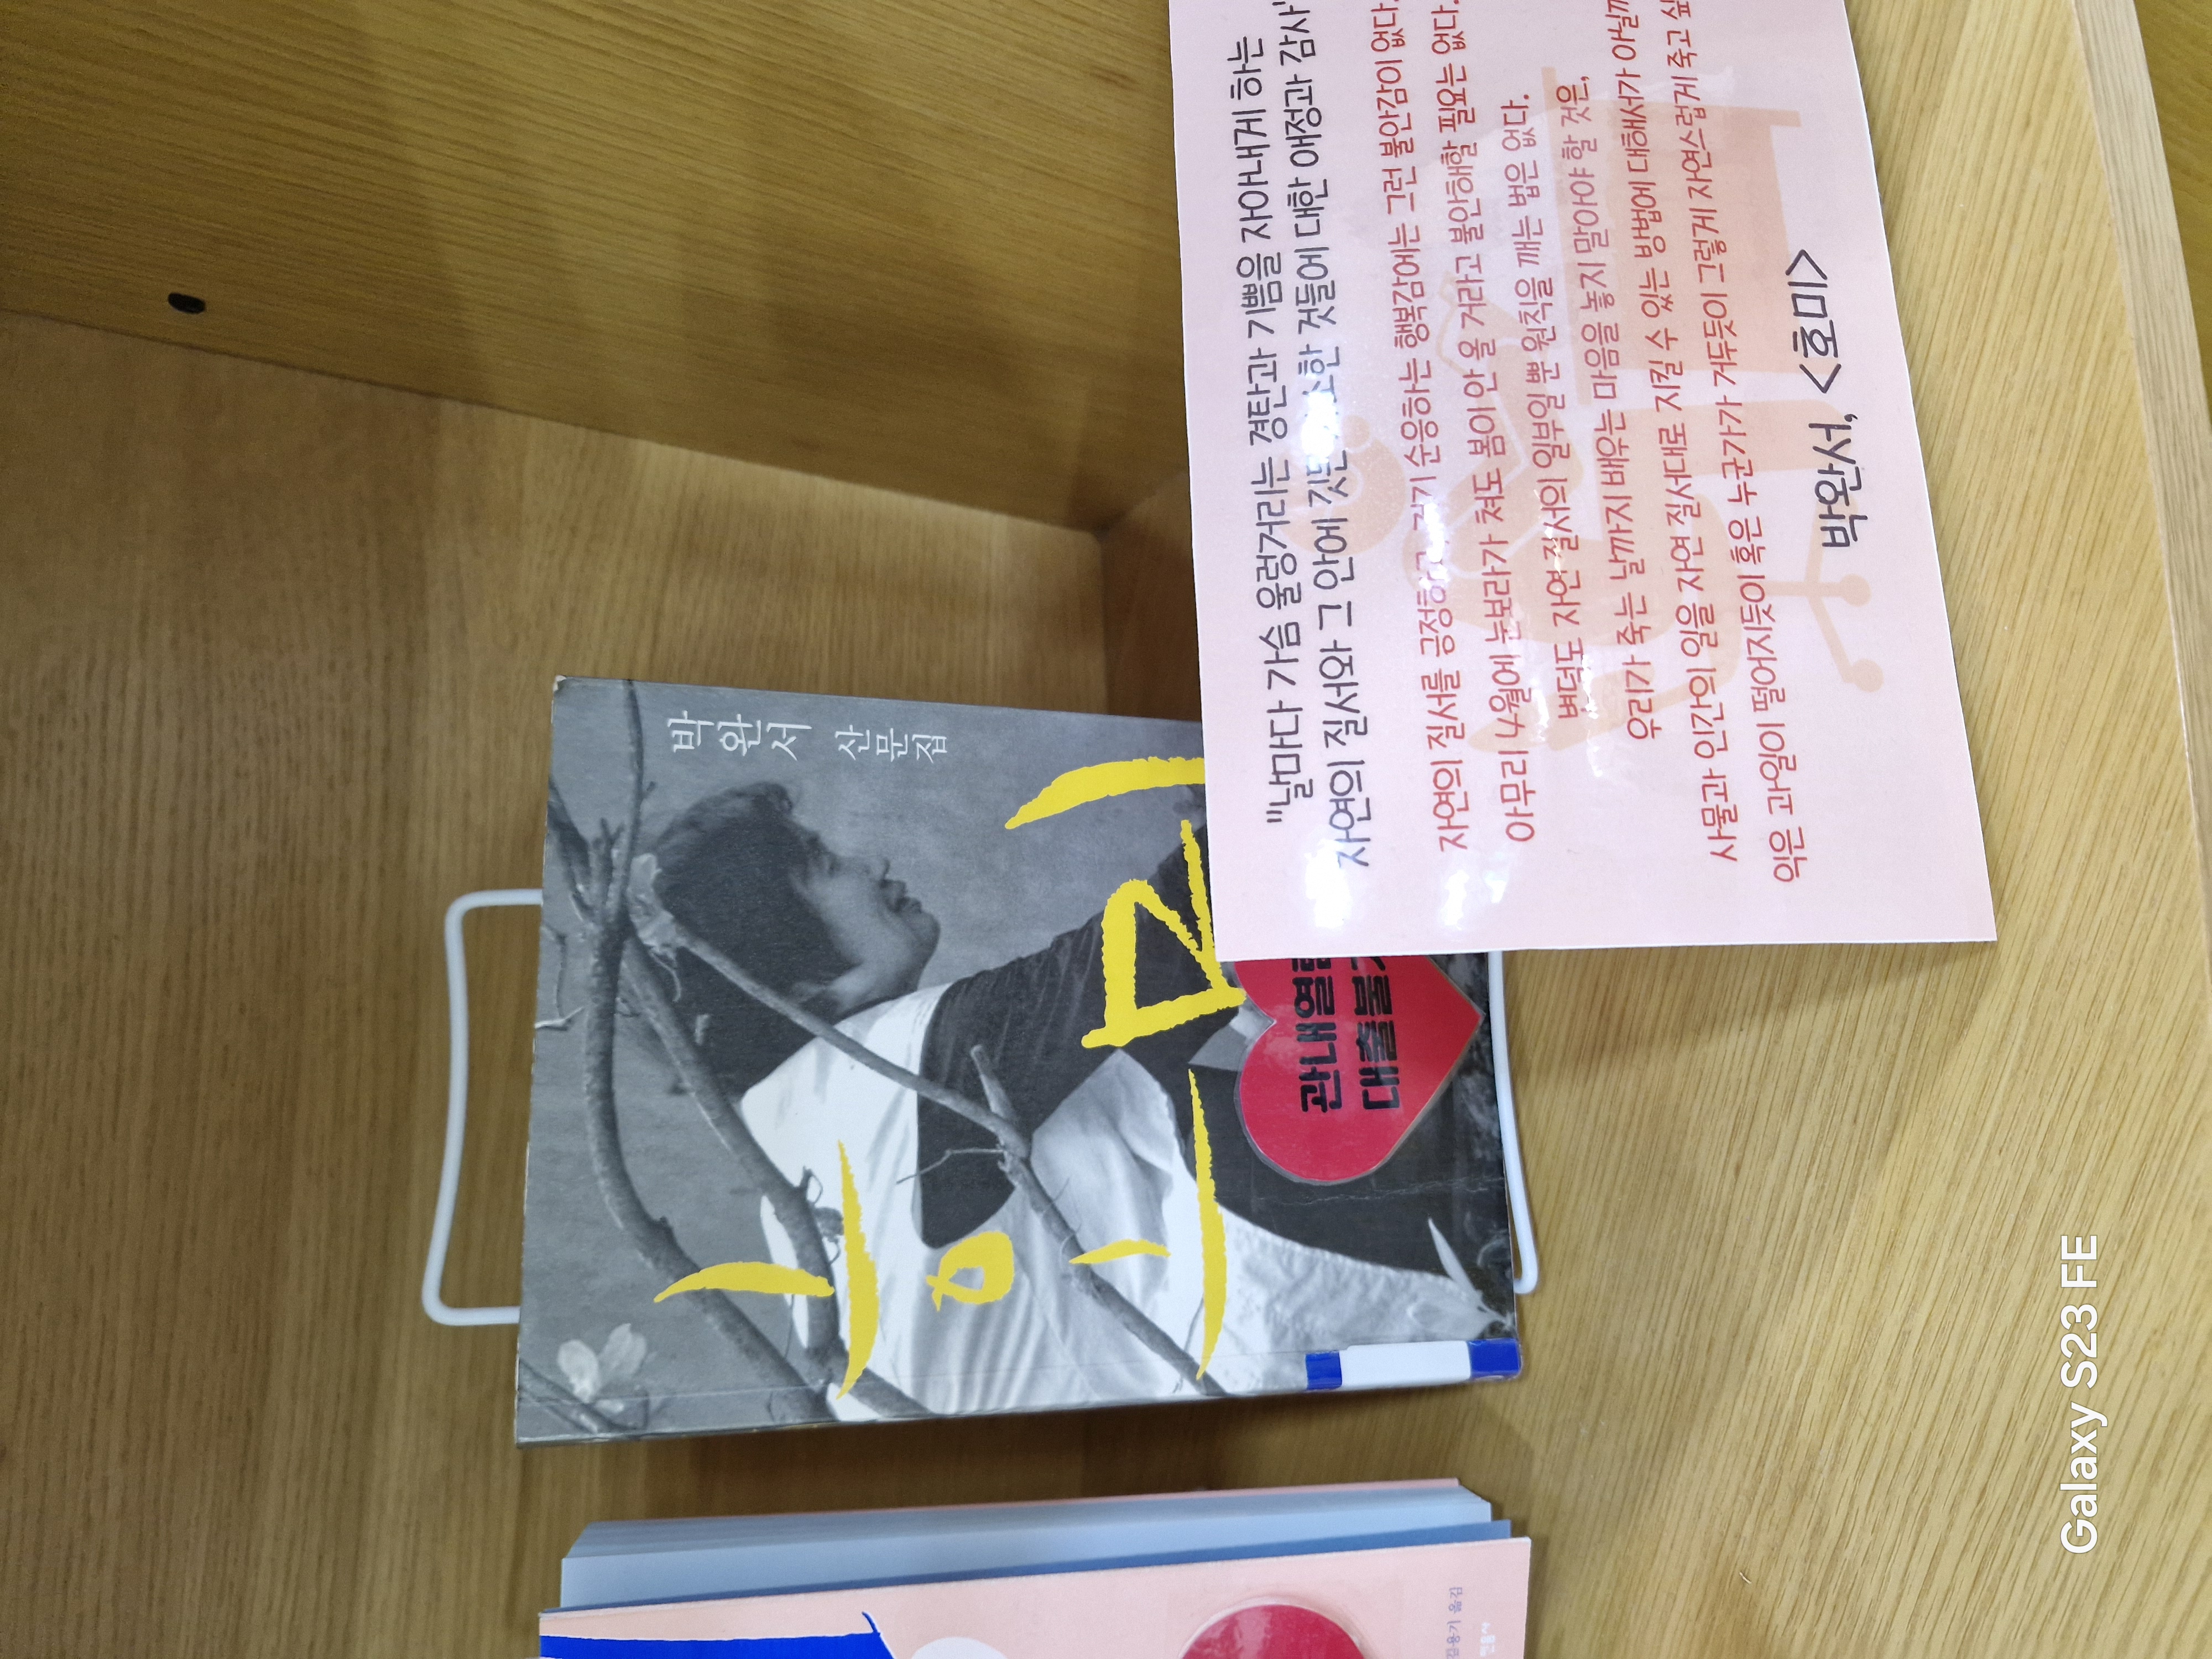 박완서
산문집
호미
관내열람
대출불가
"날마다 가슴 울렁거리는 경탄과 기쁨을 자아내게 하는
자연의 질서와 그 안에 깃든 소한 것들에 대한 애정과 감사"
자연의 질서를 긍정하고, 거기 순응하는 행복감에는 그런 불안감이 없다.
아무리 4월에 눈보라가 쳐도 봄이 안 올 거라고 불안해할 필요는 없다.
변덕도 자연 질서의 일부일 뿐 원칙을 깨는 법은 없다.
우리가 죽는 날까지 배우는 마음을 놓지 말아야 할 것은,
사물과 인간의 일을 자연 질서대로 지킬 수 있는 방법에 대해서가 아닐까
익은 과일이 떨어지듯이 혹은 누군가가 거두듯이 그렇게 자연스럽게 죽고 싶
박완서, <호미>
옮김
Galaxy S23 FE